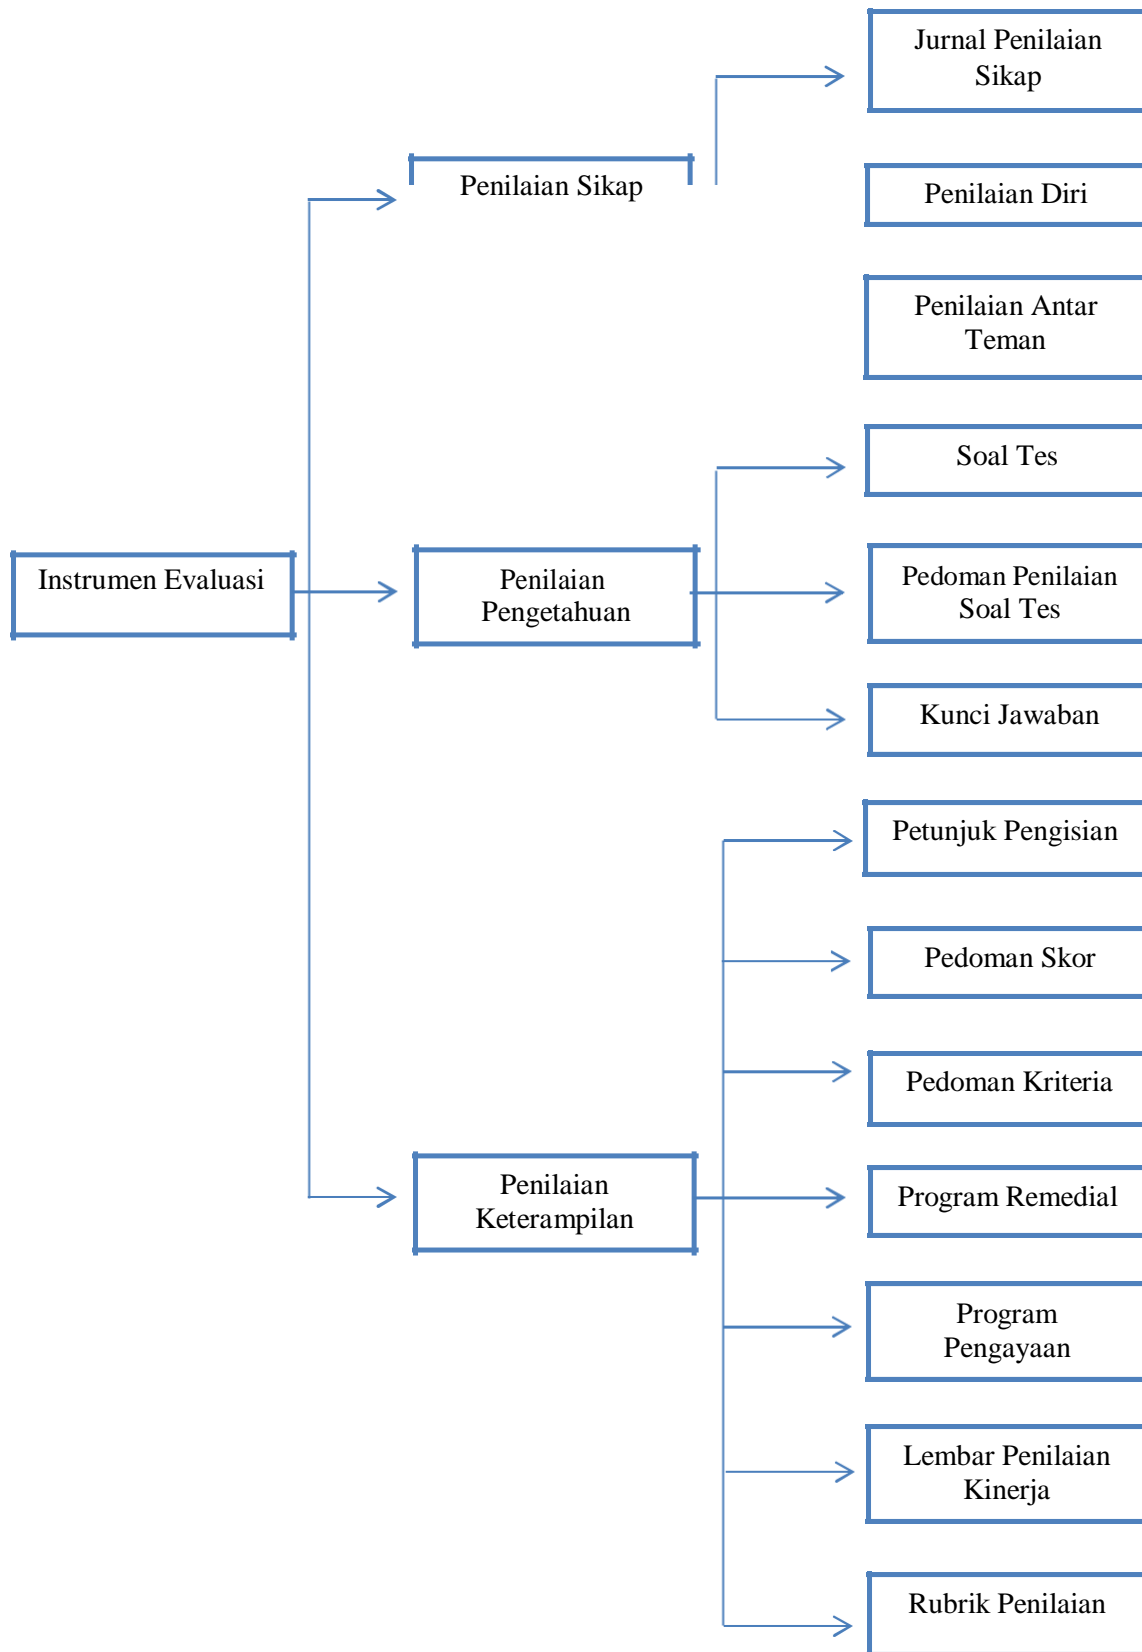 Jurnal Penilaian
Sikap
Penilaian Sikap
Penilaian Diri
Penilaian Antar
Teman
Soal Tes
Instrumen Evaluasi
Penilaian
Pengetahuan
Pedoman Penilaian
Soal Tes
Kunci Jawaban
Petunjuk Pengisian
Pedoman Skor
Pedoman Kriteria
Penilaian
Keterampilan
Program Remedial
Program
Pengayaan
Lembar Penilaian
Kinerja
Rubrik Penilaian